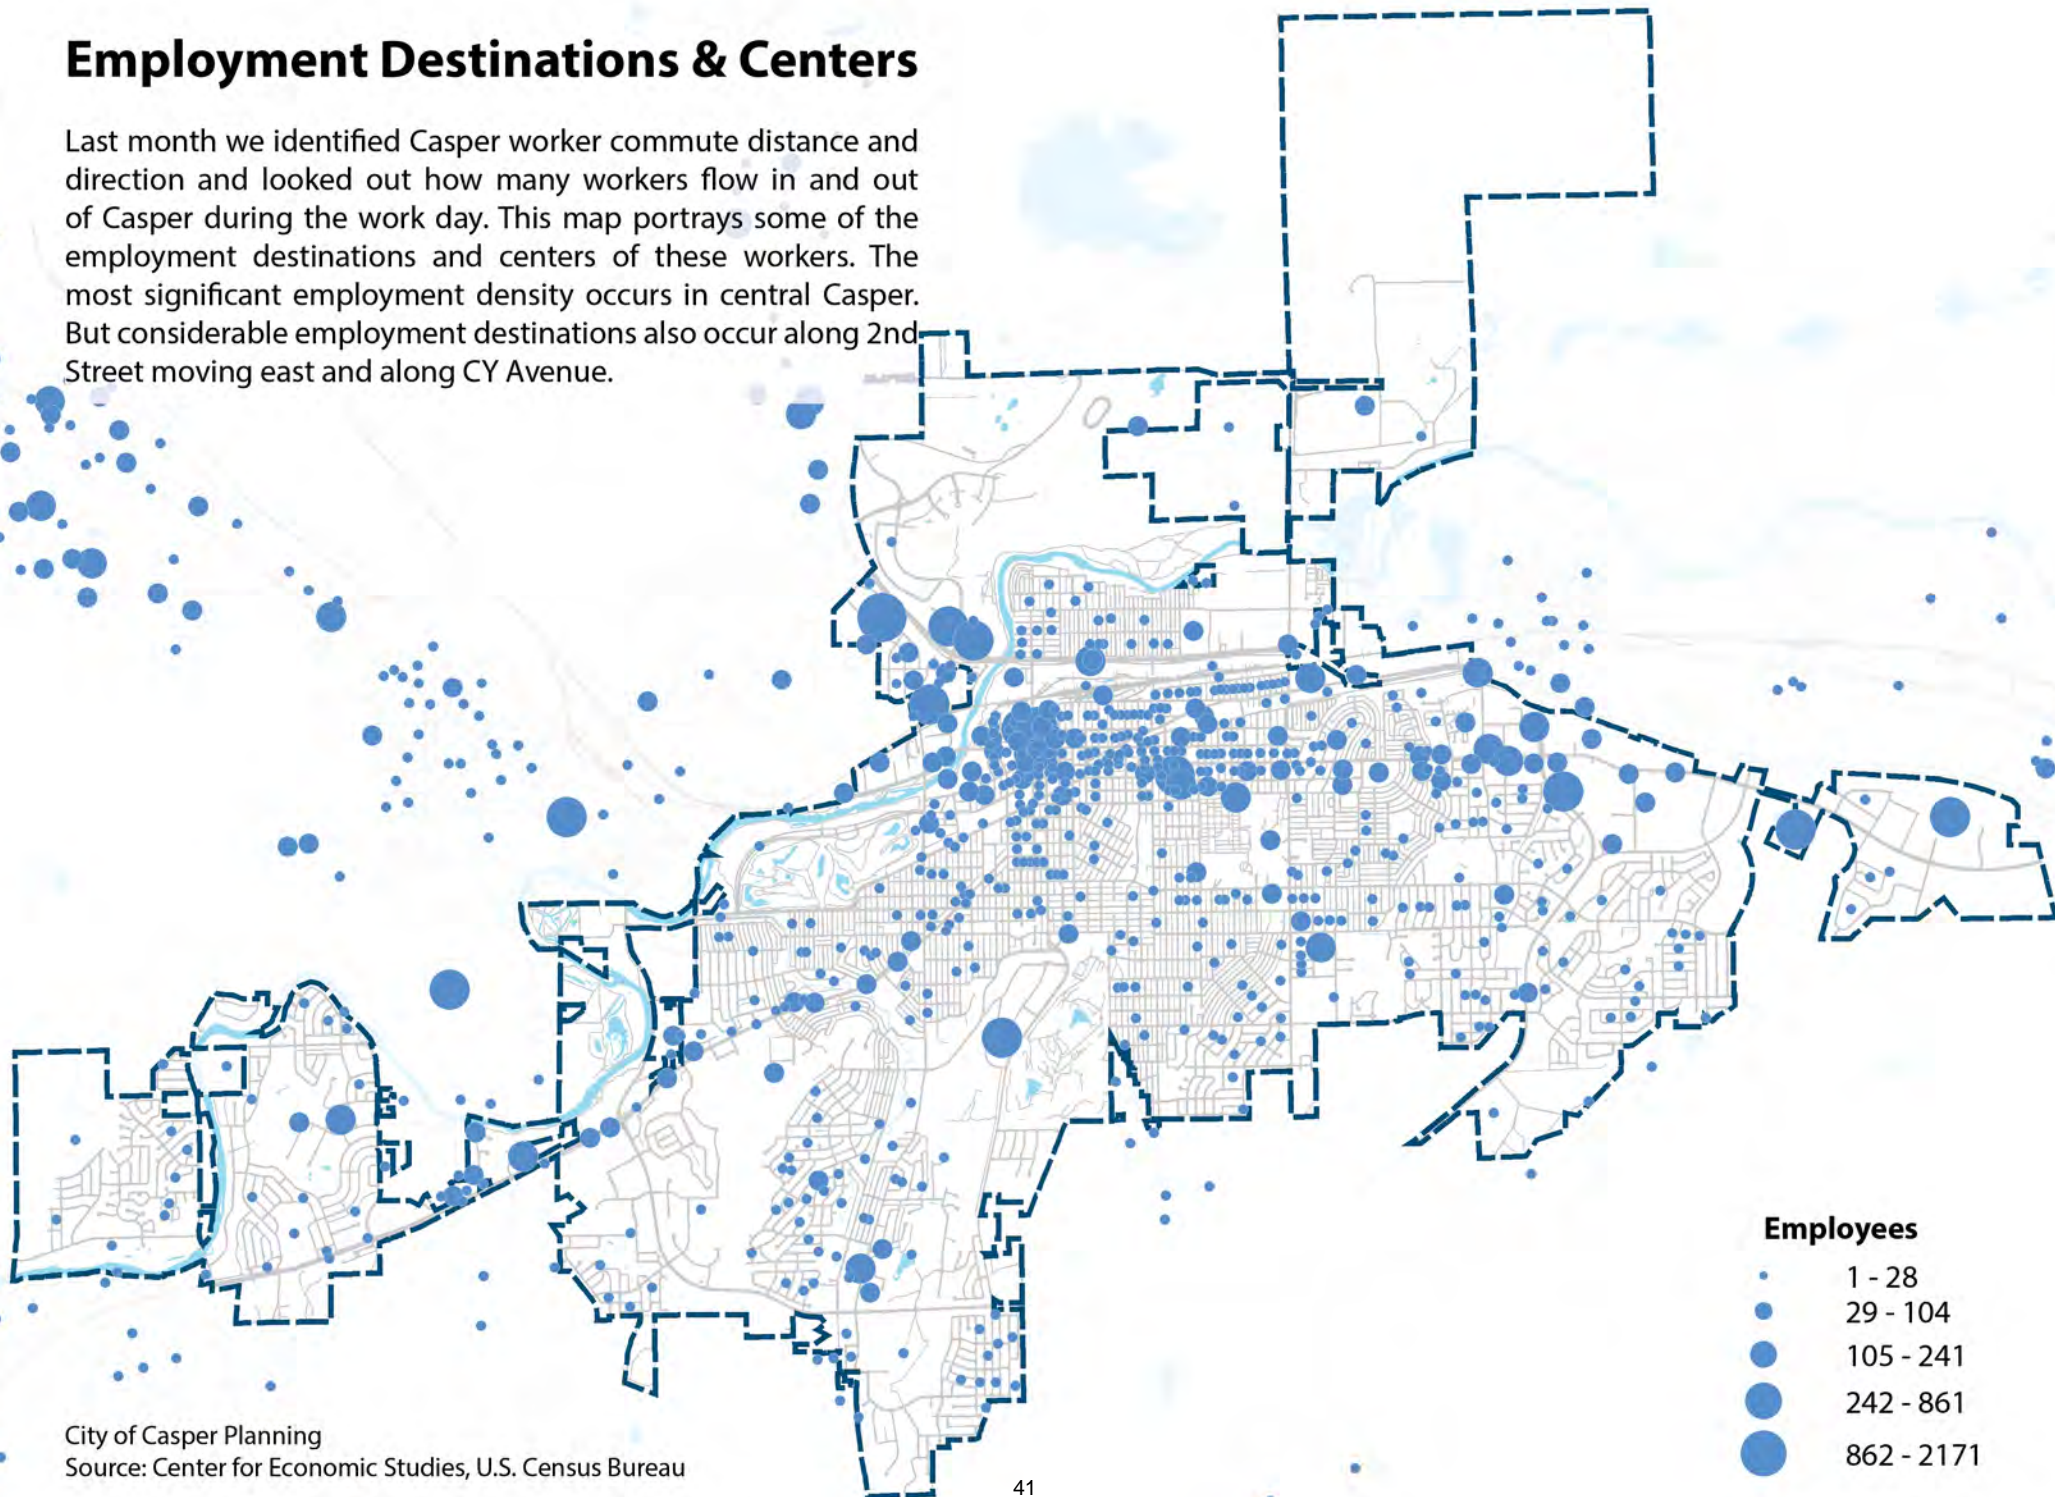 Employment Destinations & Centers
Last month we identified Casper worker commute distance and
direction and looked out how many workers flow in and out
of Casper during the work day. This map portrays some of the
employment destinations and centers of these workers. The
most significant employment density occurs in central Casper.
But considerable employment destinations also occur along 2nd
Street moving east and along CY Avenue.
Employees
1 - 28
29 - 104
105 - 241
242 - 861
862 - 2171
City of Casper Planning
Source: Center for Economic Studies, U.S. Census Bureau
41